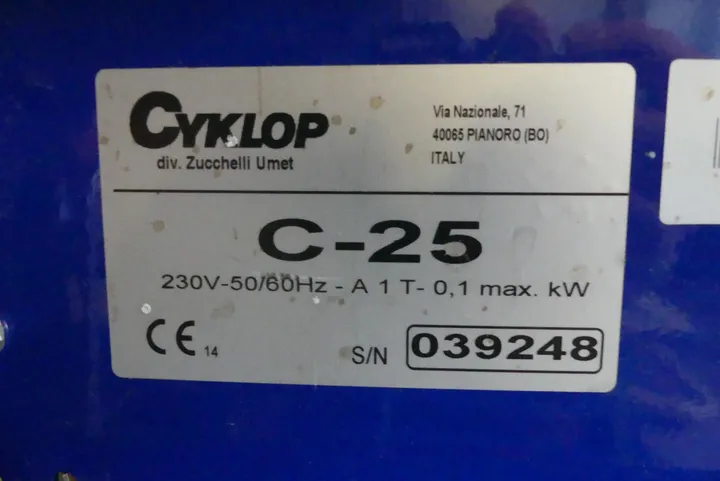 CYKLOP
div. Zucchelli Umet
Via Nazionale, 71
40065 PIANORO (BO)
ITALY
C-25
230V-50/60Hz - A 1 T- 0,1 max. kW
CE 14
S/N 039248